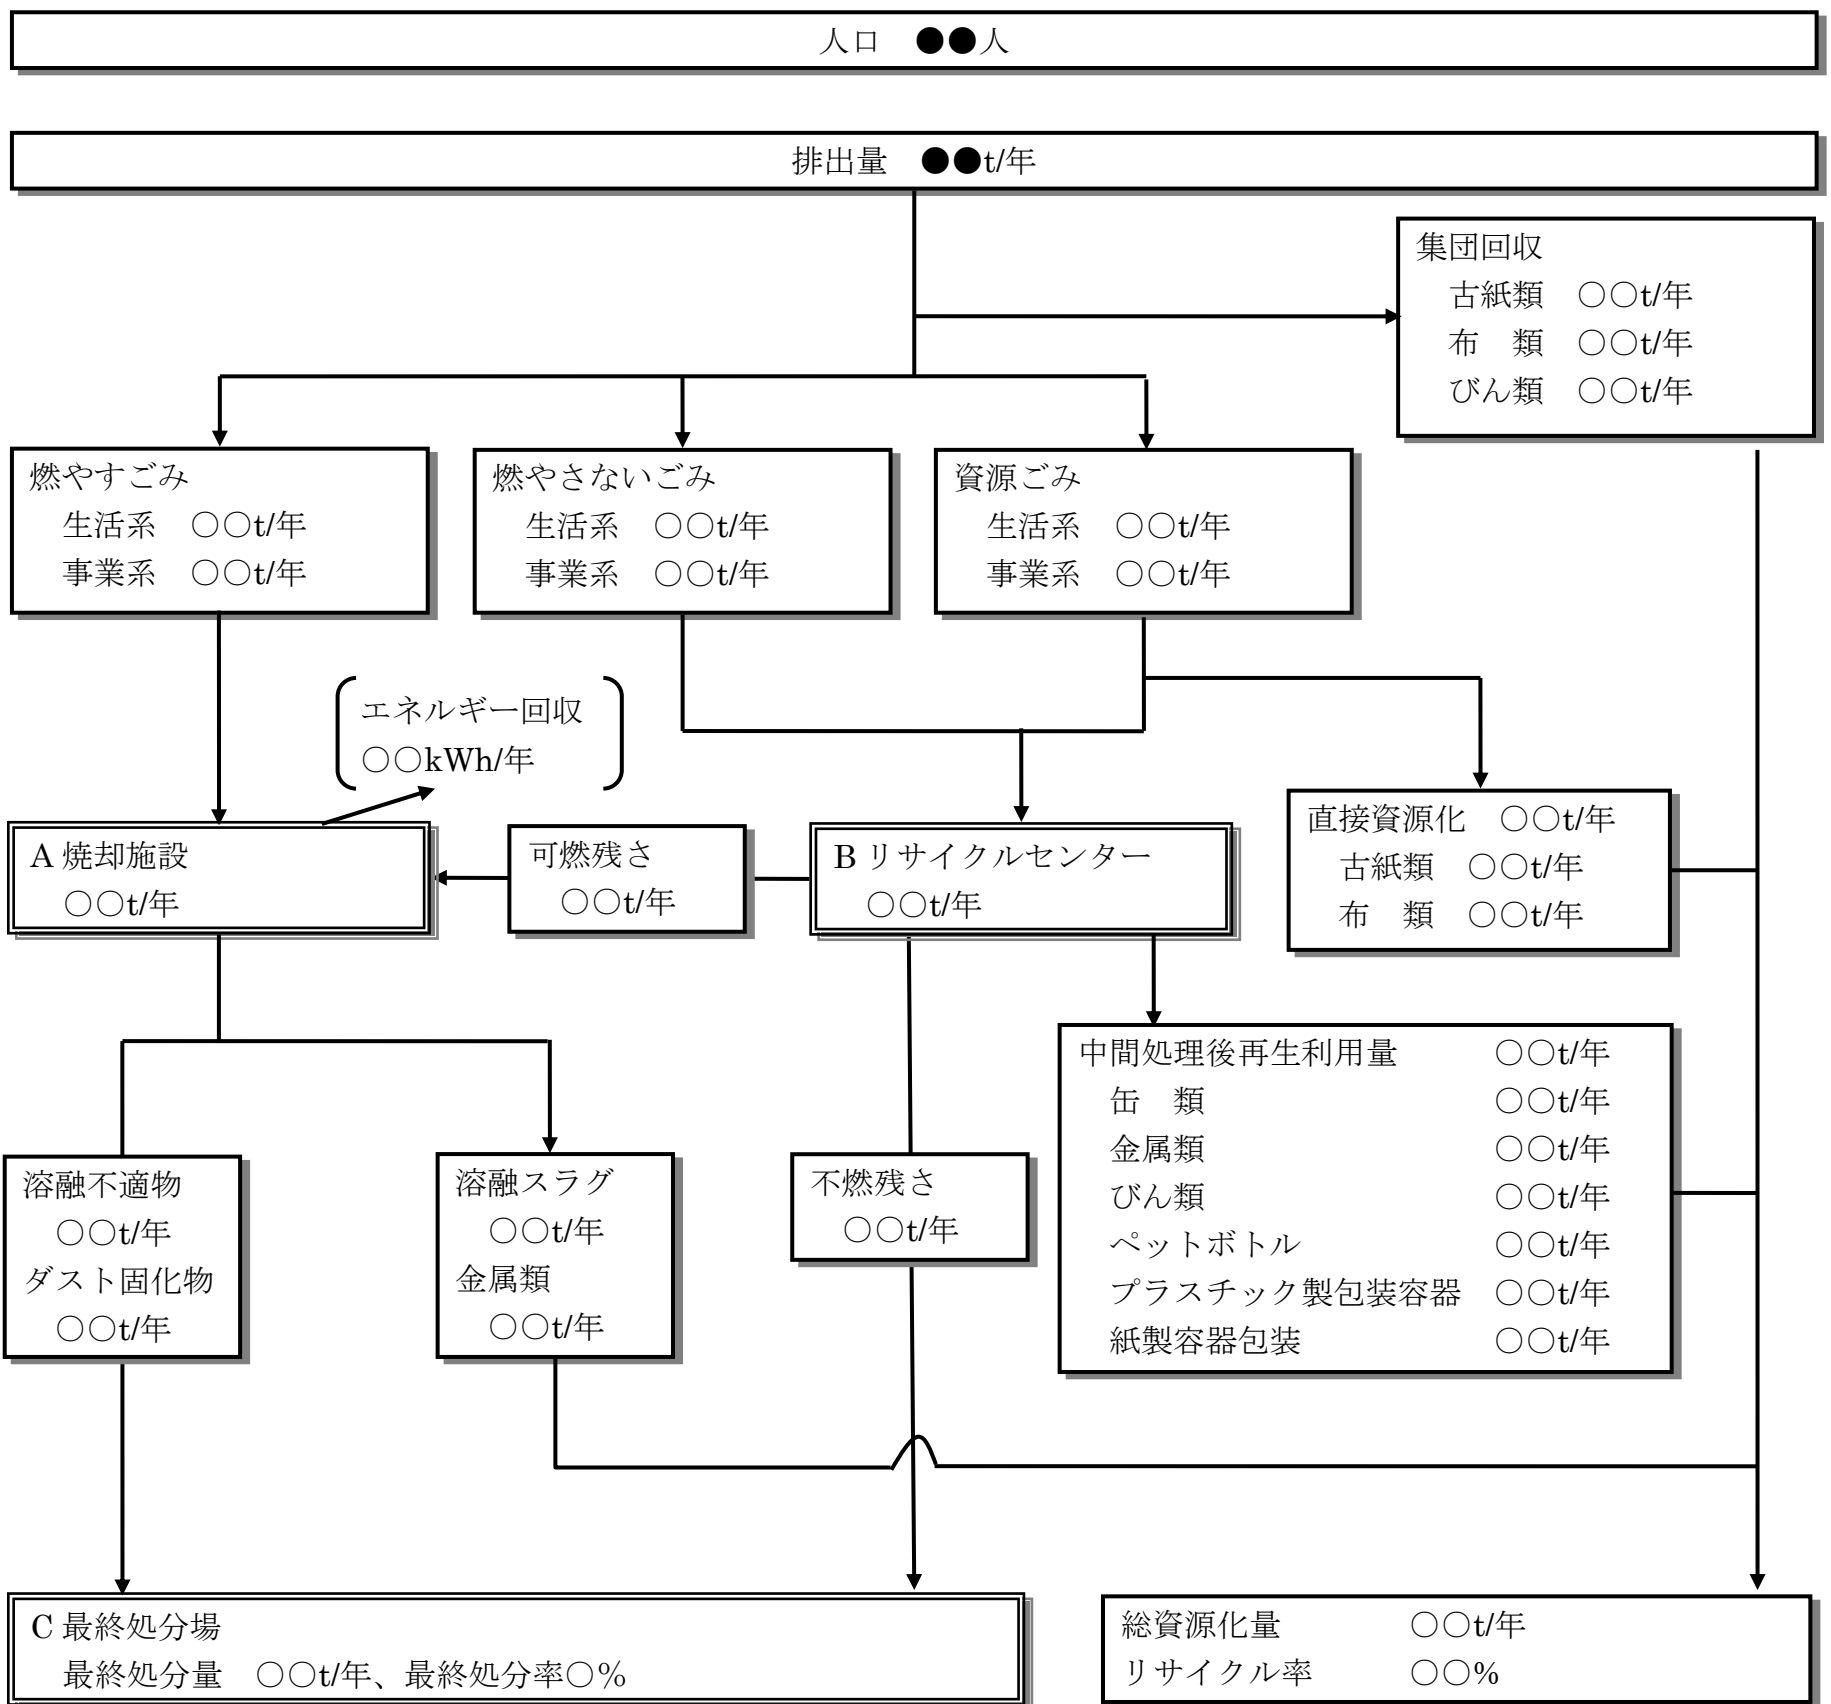 人口　●●人
排出量　●●t/年
集団回収
古紙類　○○t/年
布　類　○○t/年
びん類　○○t/年
燃やすごみ
生活系　○○t/年
事業系　○○t/年
燃やさないごみ
生活系　○○t/年
事業系　○○t/年
資源ごみ
生活系　○○t/年
事業系　○○t/年
エネルギー回収
○○kWh/年
A 焼却施設
○○t/年
可燃残さ
○○t/年
B リサイクルセンター
○○t/年
直接資源化　○○t/年
古紙類　○○t/年
布　類　○○t/年
中間処理後再生利用量　○○t/年
缶　類　○○t/年
金属類　○○t/年
びん類　○○t/年
ペットボトル　○○t/年
プラスチック製包装容器　○○t/年
紙製容器包装　○○t/年
溶融不適物
○○t/年
ダスト固化物
○○t/年
溶融スラグ
○○t/年
金属類
○○t/年
不燃残さ
○○t/年
C 最終処分場
最終処分量　○○t/年、最終処分率○％
総資源化量　○○t/年
リサイクル率　○○%